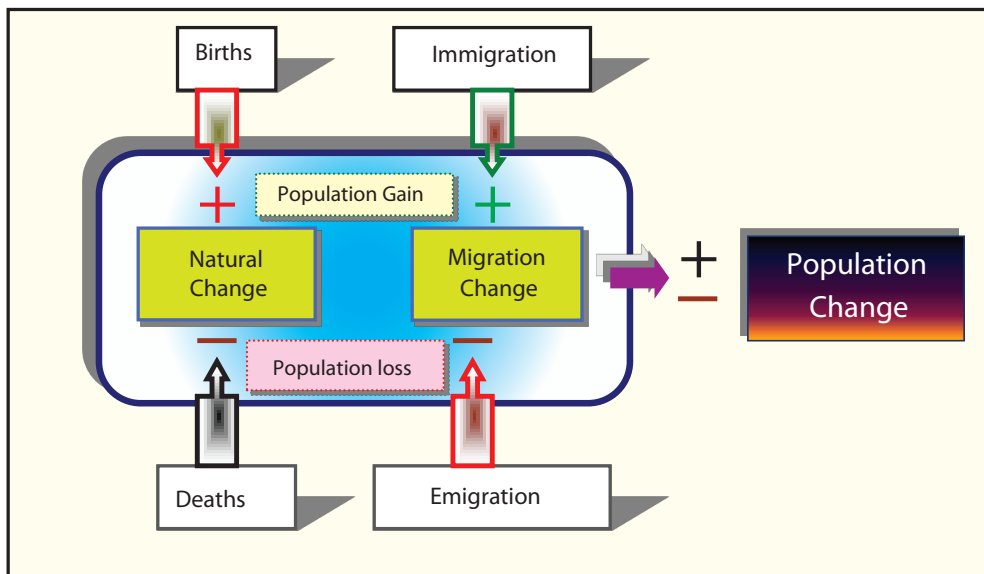 Births
Immigration
+
Population Gain
+
Natural
Change
Migration
Change
+
−
Population
Change
−
Population loss
−
Deaths
Emigration